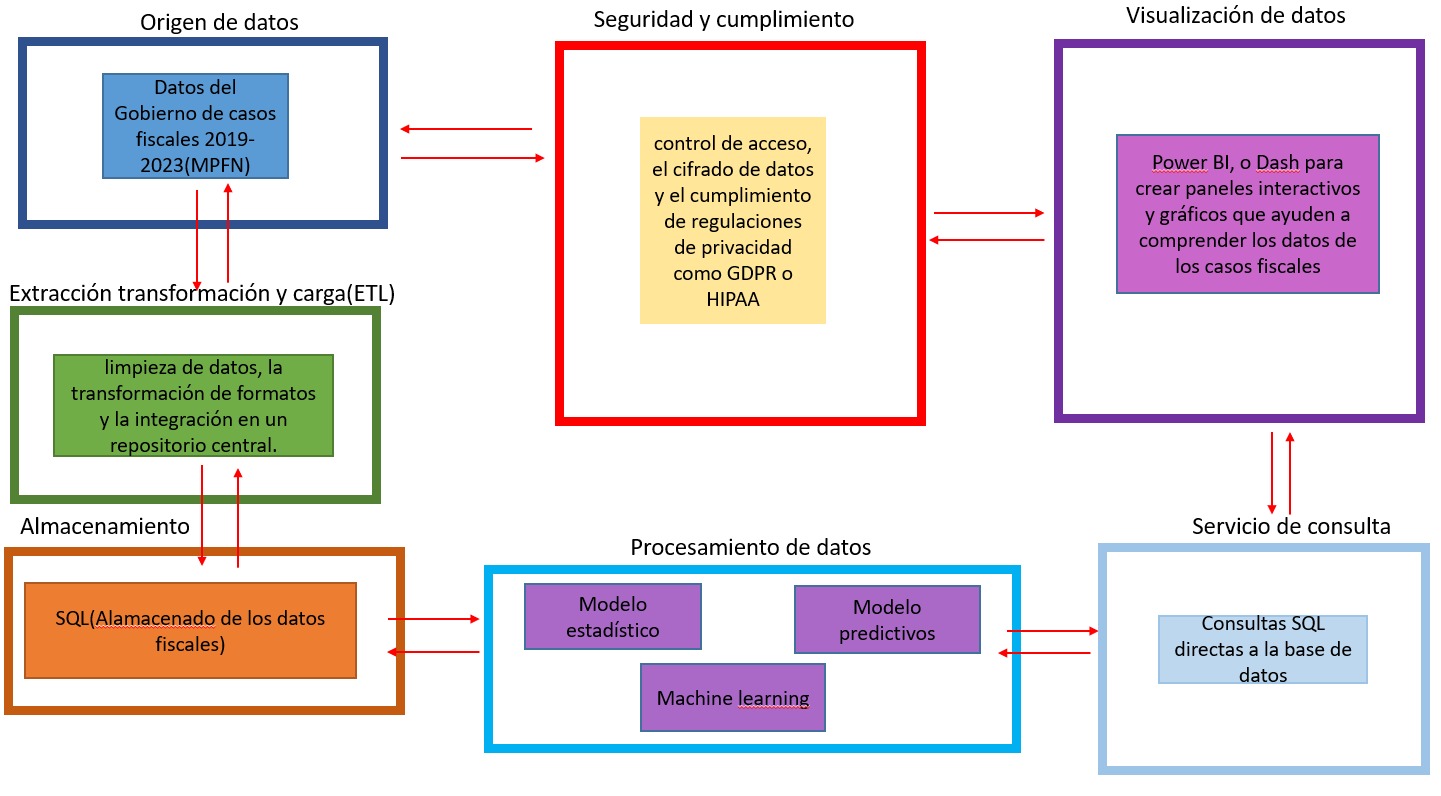 Origen de datos
Datos del
Gobierno de casos
fiscales 2019-
2023(MPFN)
Seguridad y cumplimiento
control de acceso,
el cifrado de datos
y el cumplimiento
de regulaciones
de privacidad
como GDPR o
HIPAA
Visualización de datos
Power BI, o Dash para
crear paneles interactivos
y gráficos que ayuden a
comprender los datos de
los casos fiscales
Extracción transformación y carga(ETL)
limpieza de datos, la
transformación de formatos
y la integración en un
repositorio central.
Almacenamiento
SQL(Alamacenado de los datos
fiscales)
Procesamiento de datos
Modelo
estadístico
Modelo
predictivos
Machine learning
Servicio de consulta
Consultas SQL
directas a la base de
datos